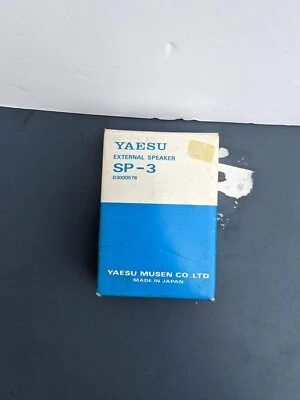 YAESU
EXTERNAL SPEAKER
SP-3
D3000578
YAESU MUSEN CO.LTD
MADE IN JAPAN